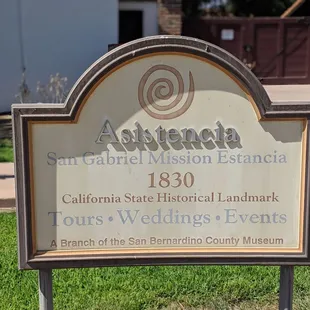 Asistencia
San Gabriel Mission Estancia
1830
California State Historical Landmark
Tours • Weddings • Events
A Branch of the San Bernardino County Museum